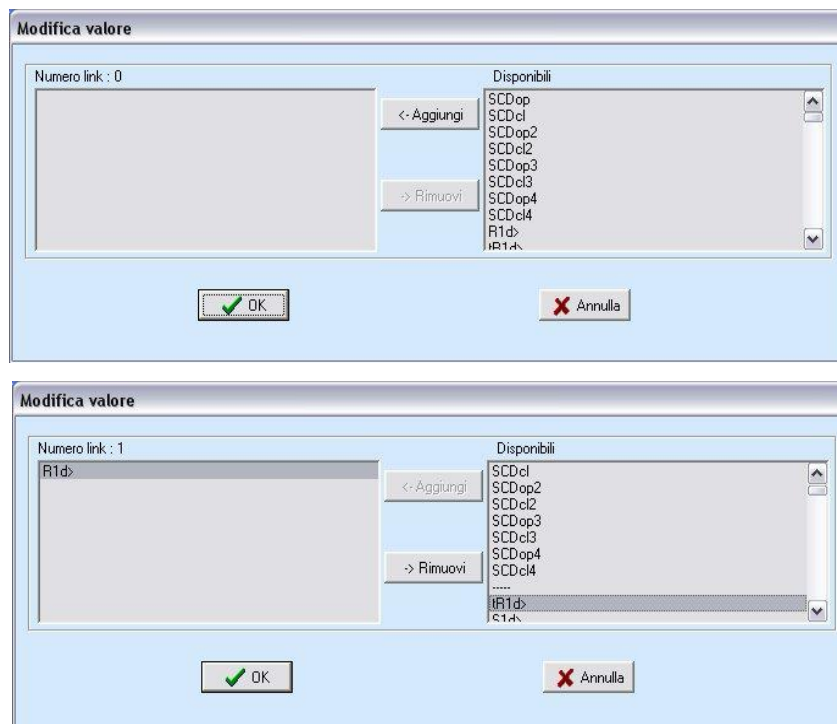 Modifica valore
Numero link : 0
Disponibili
<- Aggiungi
-> Rimuovi
SCDop
SCDcl
SCDop2
SCDcl2
SCDop3
SCDcl3
SCDop4
SCDcl4
R1d>
tR1d>
OK
Annulla
Modifica valore
Numero link : 1
R1d>
Disponibili
<- Aggiungi
-> Rimuovi
SCDcl
SCDop2
SCDcl2
SCDop3
SCDcl3
SCDop4
SCDcl4
-----
tR1d>
S1d>
OK
Annulla